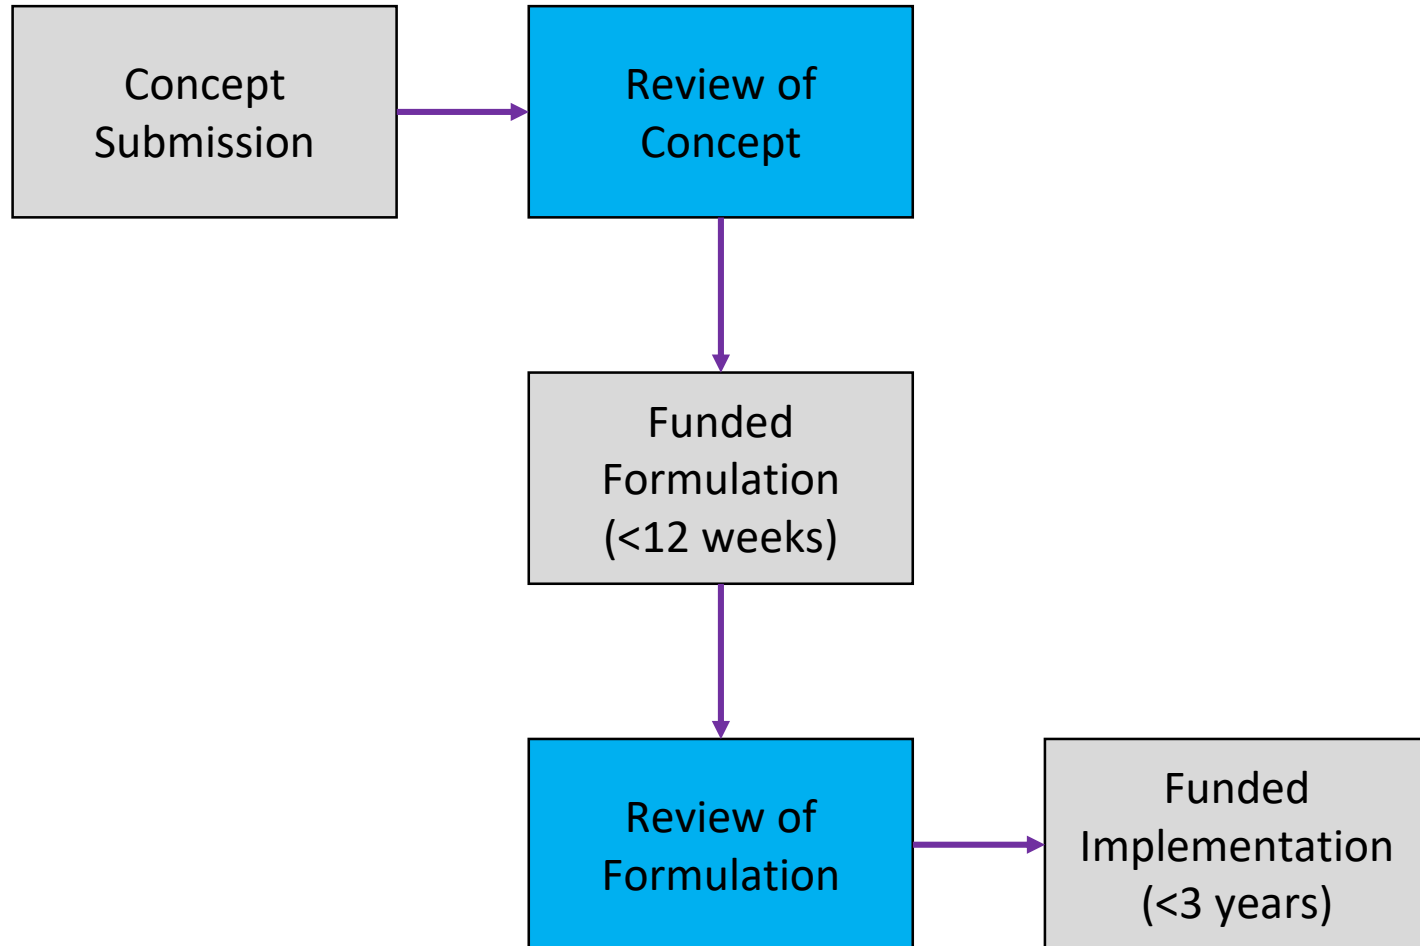 Concept
Submission
Review of
Concept
Funded
Formulation
(<12 weeks)
Review of
Formulation
Funded
Implementation
(<3 years)